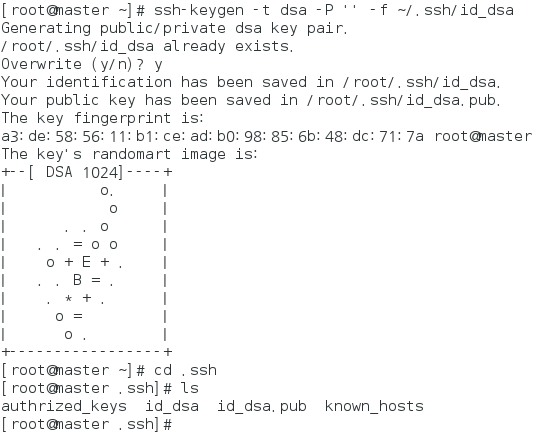 [root@master ~]# ssh-keygen -t dsa -P '' -f ~/.ssh/id_dsa
Generating public/private dsa key pair.
/root/.ssh/id_dsa already exists.
Overwrite (y/n)? y
Your identification has been saved in /root/.ssh/id_dsa.
Your public key has been saved in /root/.ssh/id_dsa.pub.
The key fingerprint is:
a3:de:58:56:11:b1:ce:ad:b0:98:85:6b:48:dc:71:7a root@master
The key's randomart image is:
+--[ DSA 1024]----+
|          o.     |
|           o     |
|      . . o      |
|   . . = o o     |
|    o + E + .    |
|   . . B = .     |
|    . * + .      |
|     o =         |
|      o .        |
+-----------------+
[root@master ~]# cd .ssh
[root@master .ssh]# ls
authrized_keys  id_dsa  id_dsa.pub  known_hosts
[root@master .ssh]#